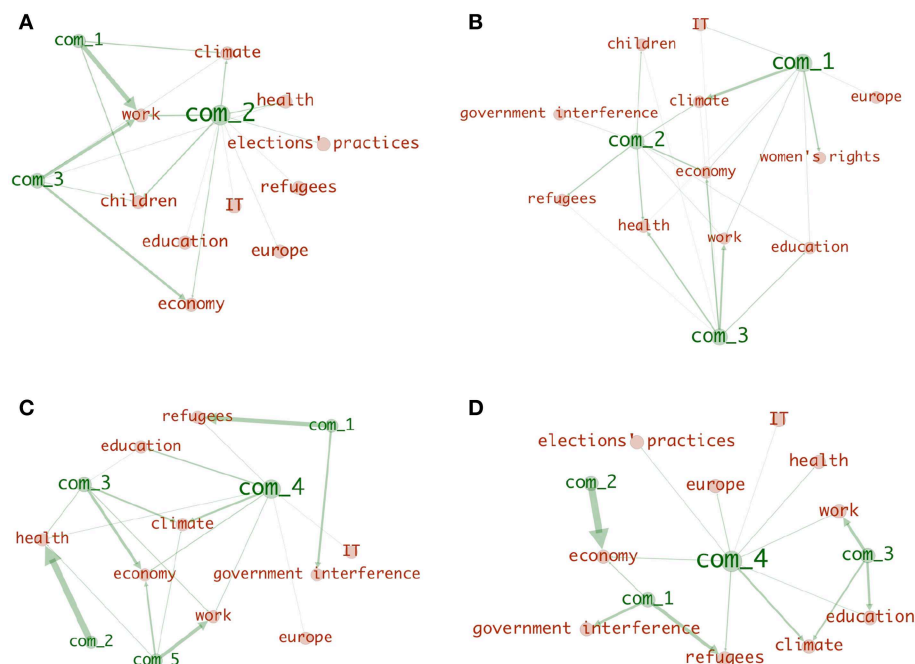 A
com_1
climate
work
com_2
health
elections' practices
com_3
children
refugees
IT
education
europe
economy
B
IT
children
com_1
climate
europe
government interference
com_2
women's rights
economy
refugees
health
work
education
com_3
C
refugees
com_1
education
com_3
com_4
climate
health
IT
economy
government interference
work
com_2
europe
com_5
D
IT
elections' practices
health
com_2
europe
work
economy
com_4
com_3
com_1
education
government interference
climate
refugees